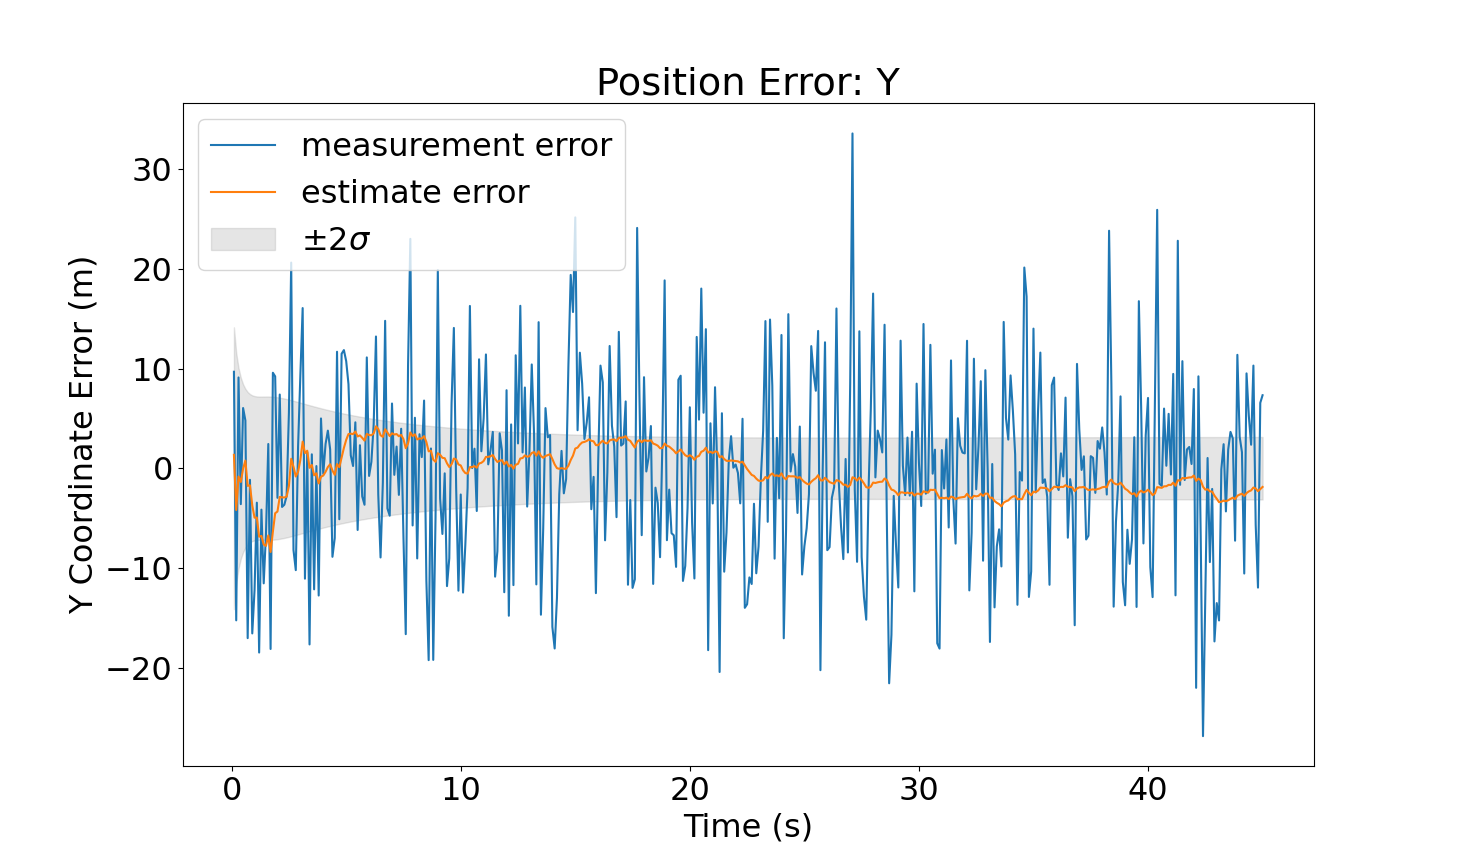 Position Error: Y
measurement error
estimate error
±2σ
Y Coordinate Error (m)
30
20
10
0
−10
−20
0 10 20 30 40
Time (s)